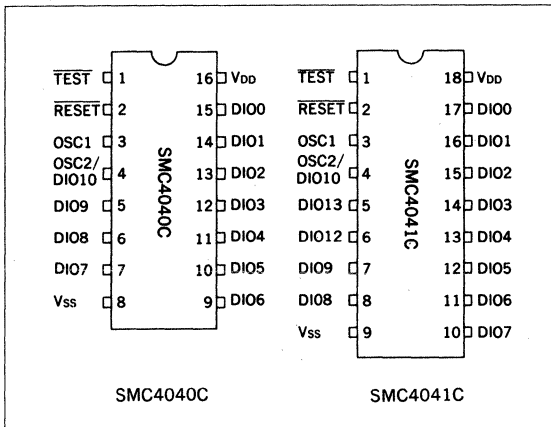 TEST 1 16 VDD
RESET 2 15 DIO0
OSC1 3 14 DIO1
OSC2/
DIO10 4 13 DIO2
DIO9 5 12 DIO3
DIO8 6 11 DIO4
DIO7 7 10 DIO5
Vss 8 9 DIO6
SMC4040C
SMC4040C
TEST 1 18 VDD
RESET 2 17 DIO0
OSC1 3 16 DIO1
OSC2/
DIO10 4 15 DIO2
DIO13 5 14 DIO3
DIO12 6 13 DIO4
DIO9 7 12 DIO5
DIO8 8 11 DIO6
Vss 9 10 DIO7
SMC4041C
SMC4041C